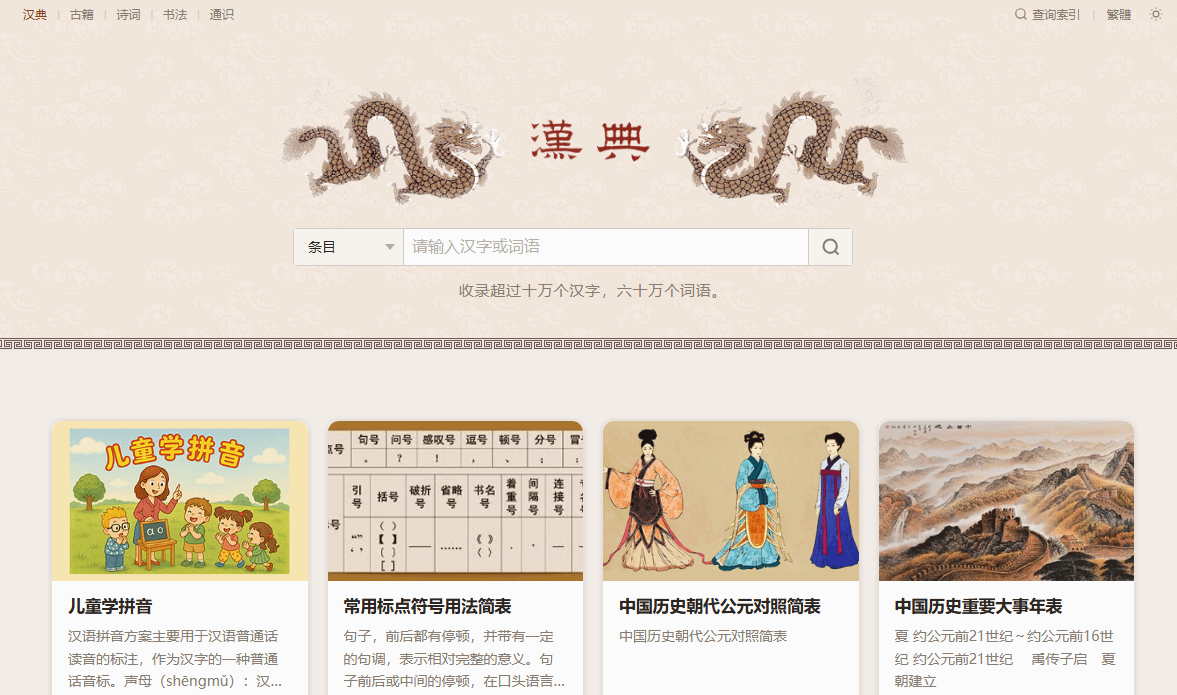 汉典 古籍 诗词 书法 通识
查询索引 繁體
漢典
条目 请输入汉字或词语
收录超过十万个汉字，六十万个词语。
儿童学拼音
ɑ o
句号 问号 感叹号 逗号 顿号 分号
。 ？ ！ ， 、 ；
引号 括号 破折号 省略号 书名号 着重号 间隔号 连接号
儿童学拼音
汉语拼音方案主要用于汉语普通话
读音的标注，作为汉字的一种普通
话音标。声母（shēngmǔ）：汉...
常用标点符号用法简表
句子，前后都有停顿，并带有一定
的句调，表示相对完整的意义。句
子前后或中间的停顿，在口头语言...
中国历史朝代公元对照简表
中国历史朝代公元对照简表
中国历史重要大事年表
夏 约公元前21世纪～约公元前16世
纪 约公元前21世纪 禹传子启 夏
朝建立